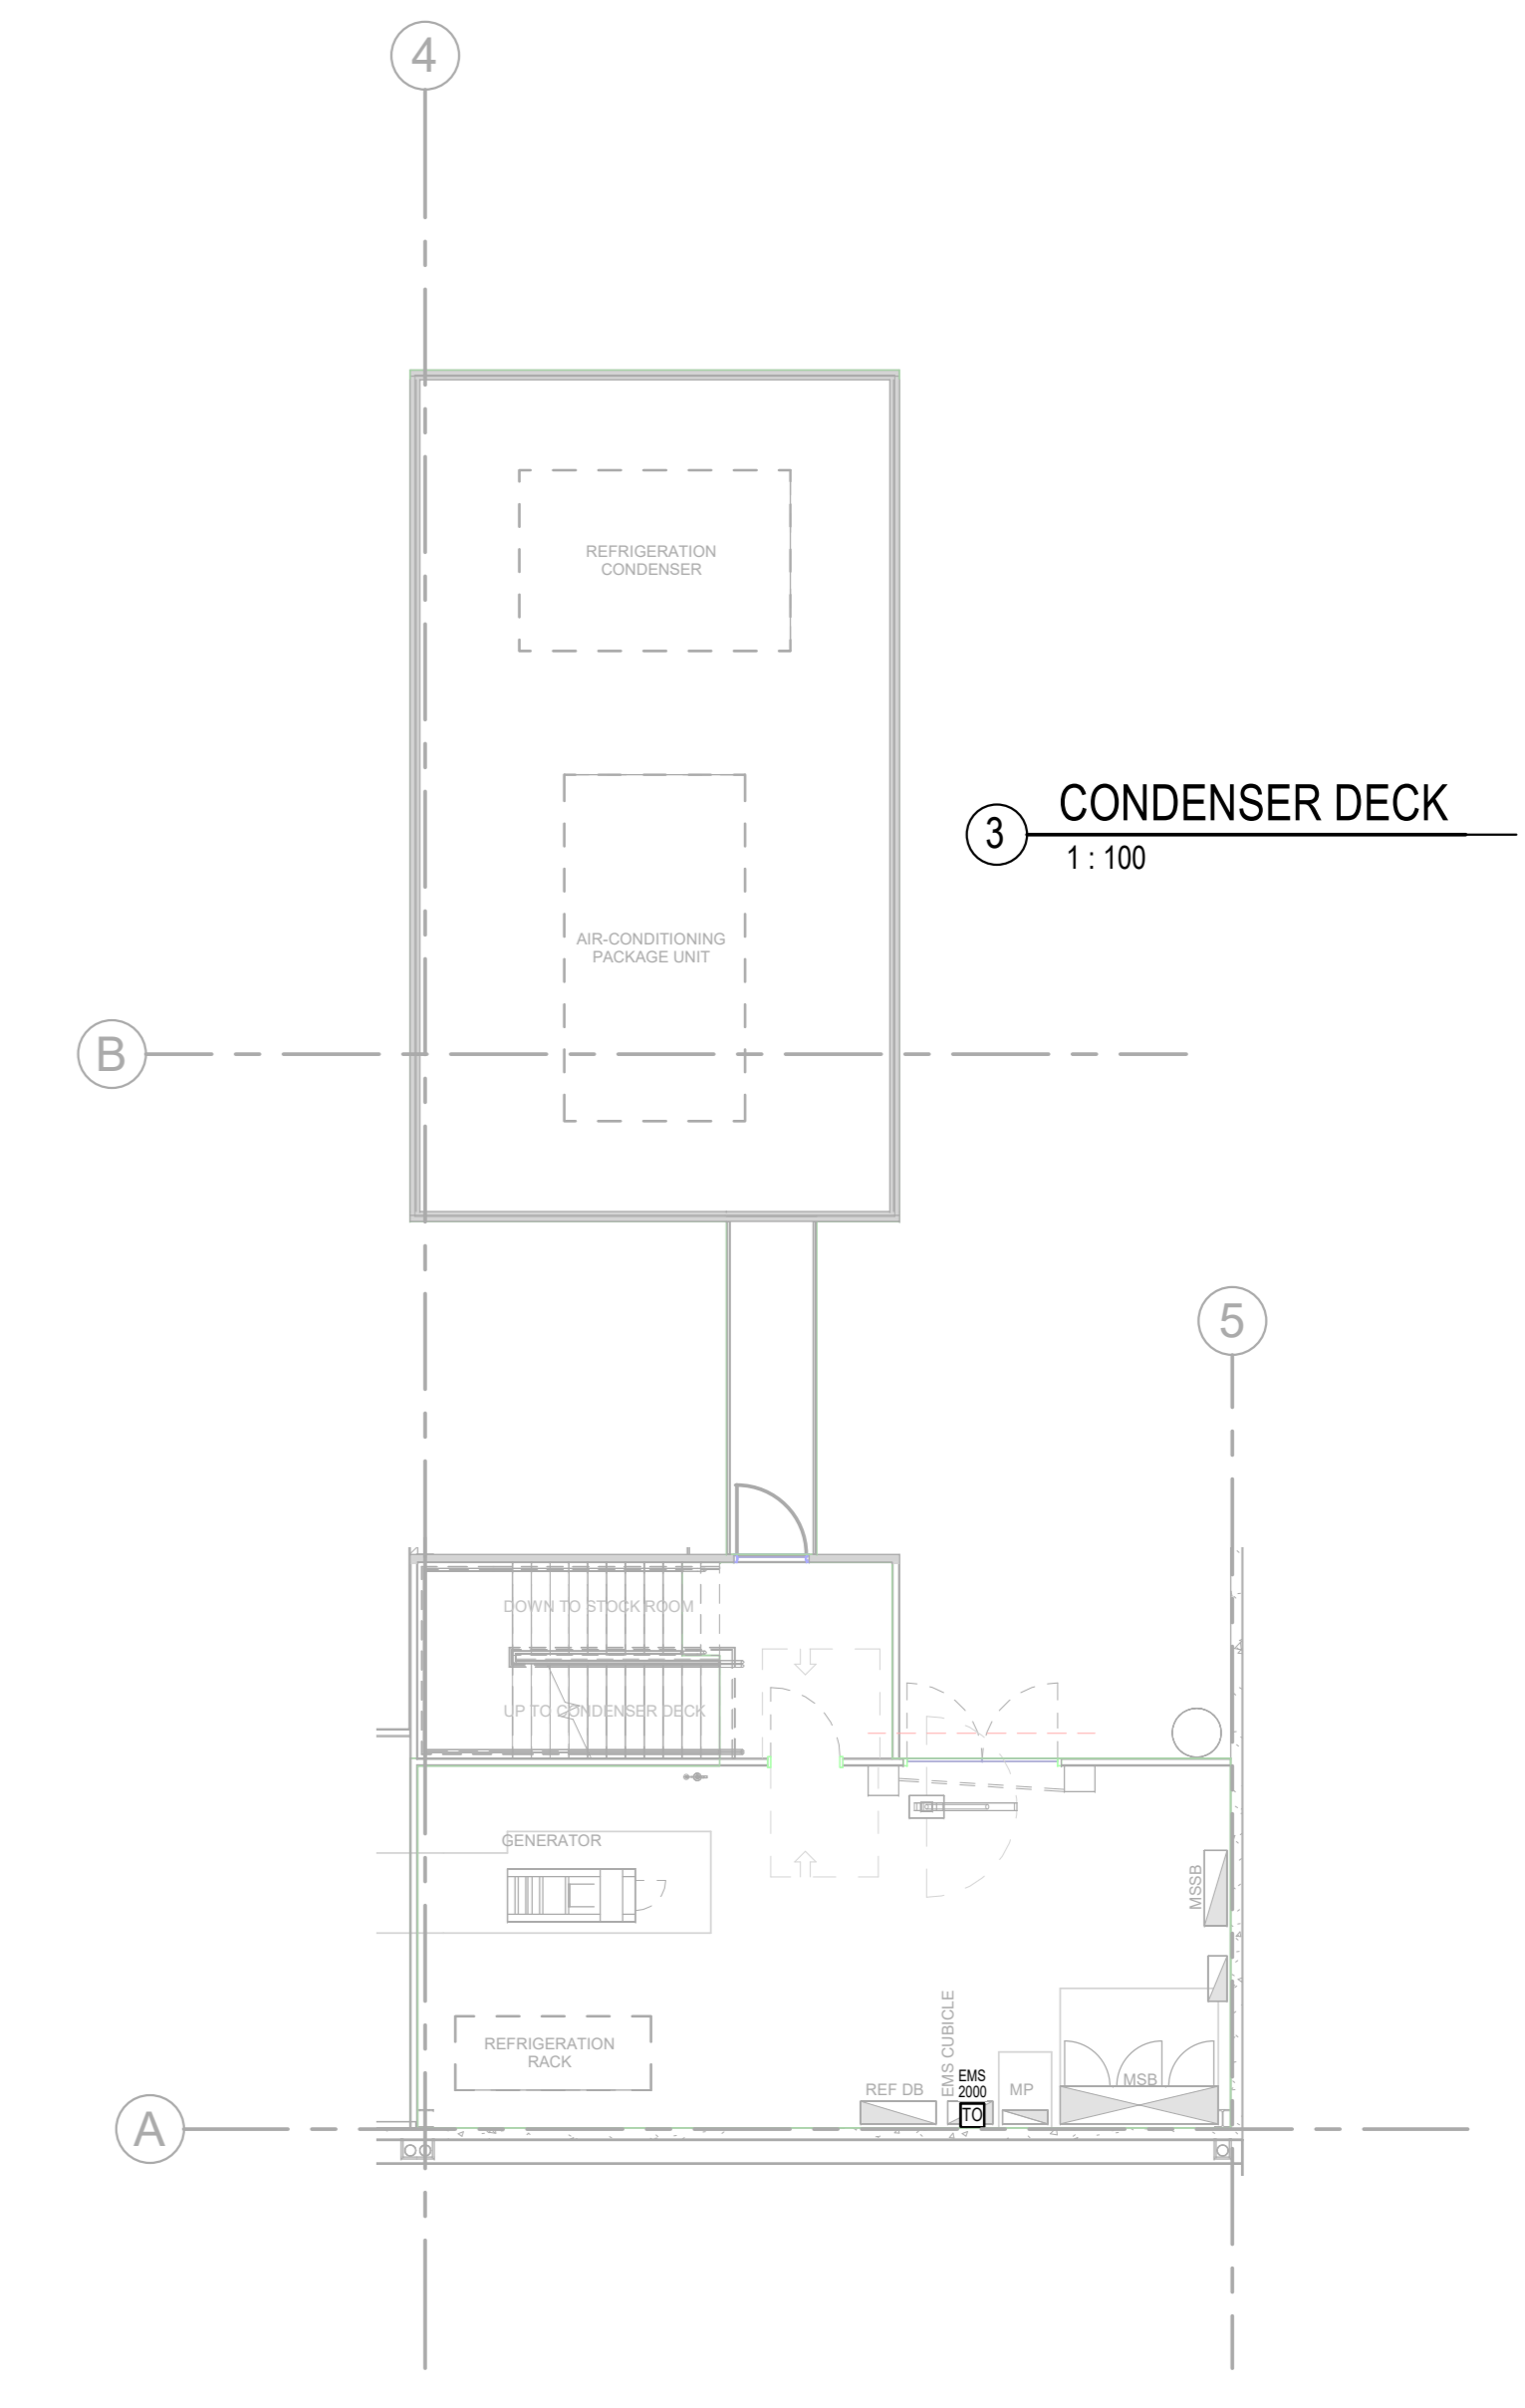 4
REFRIGERATION
CONDENSER
CONDENSER DECK
3
1 : 100
AIR-CONDITIONING
PACKAGE UNIT
B
5
DOWN TO STOCK ROOM
UP TO CONDENSER DECK
GENERATOR
MSSB
REFRIGERATION
RACK
EMS CUBICLE
EMS
2000
TO
REF DB
MP
MSB
A